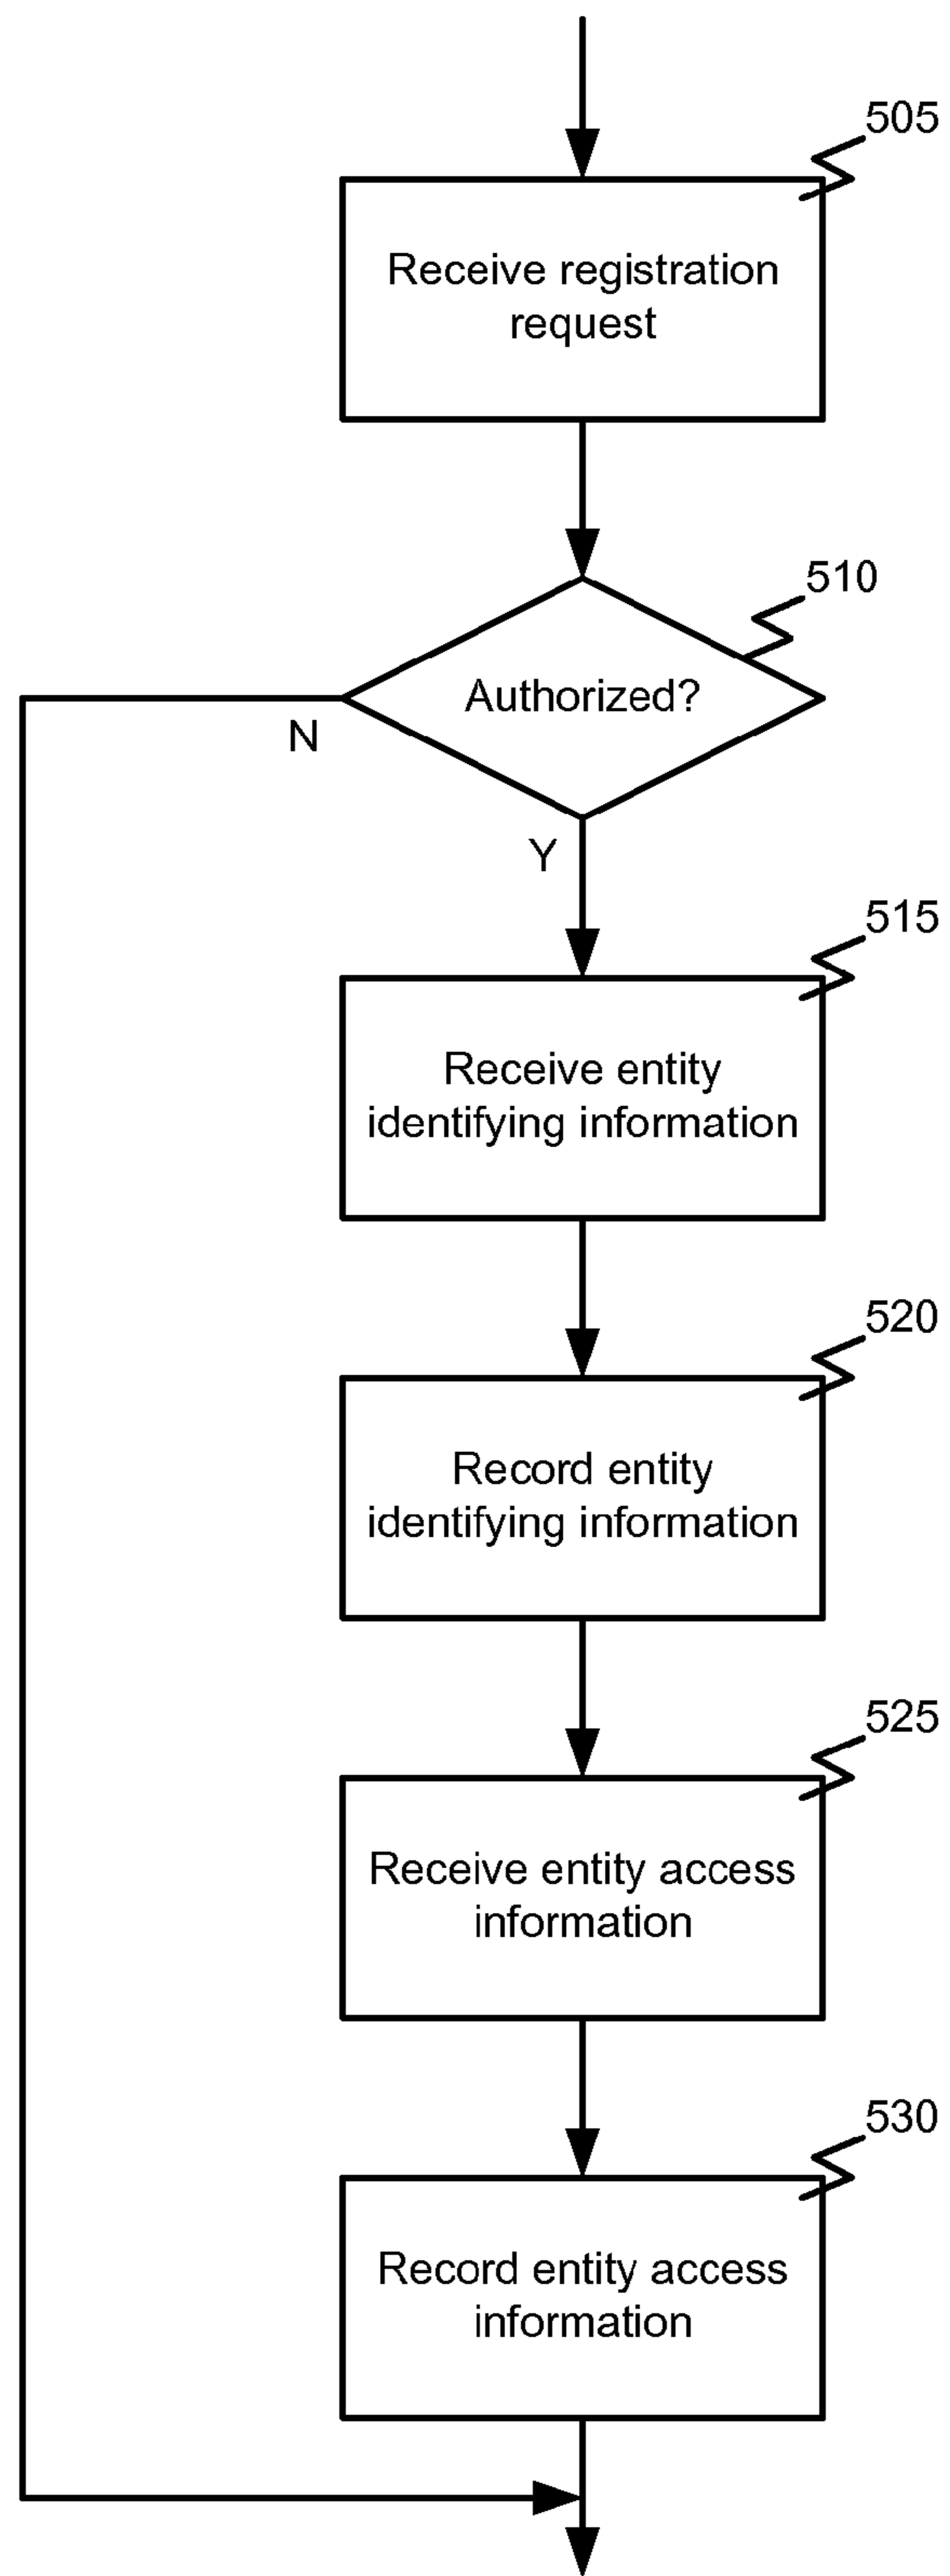 505
Receive registration
request
510
Authorized?
N
Y
515
Receive entity
identifying information
520
Record entity
identifying information
525
Receive entity access
information
530
Record entity access
information